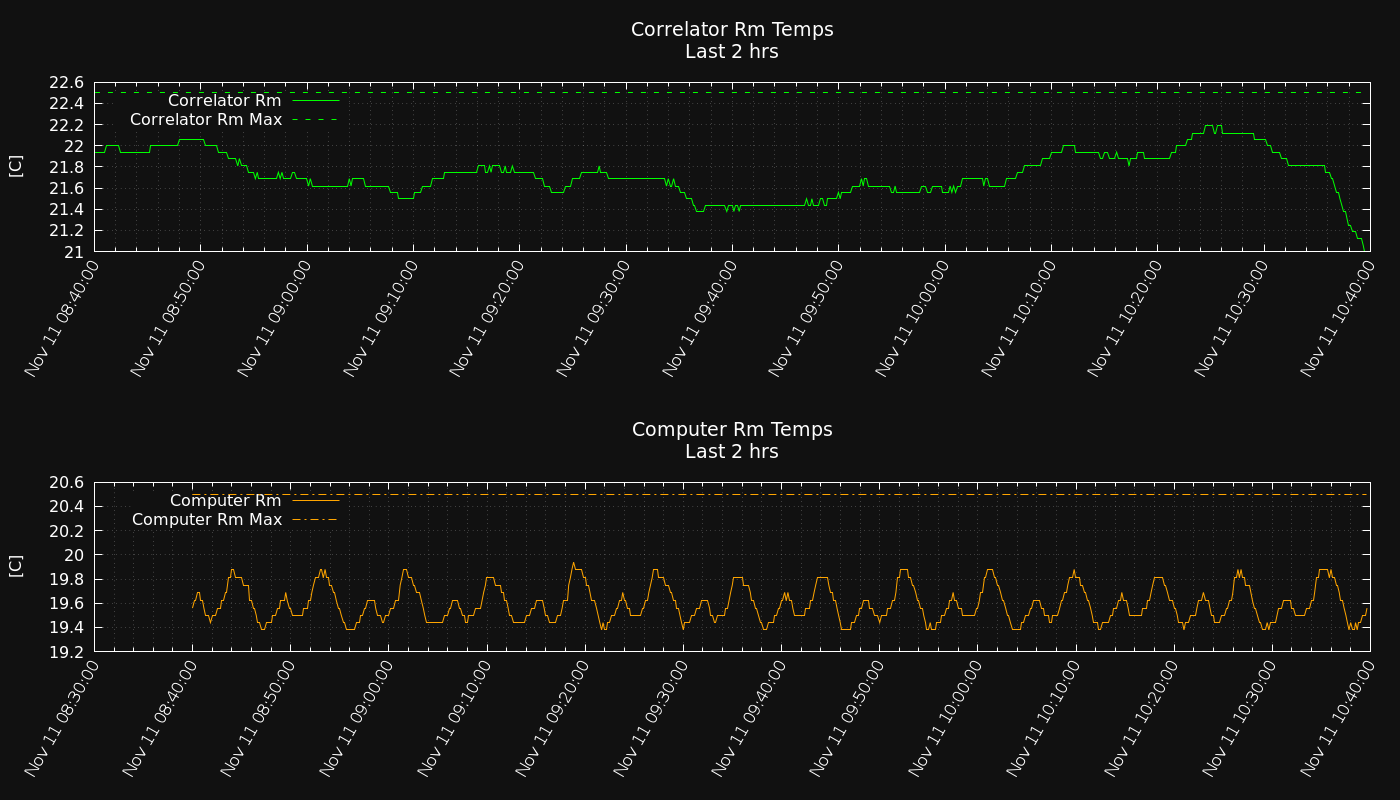 Correlator Rm Temps
Last 2 hrs
22.6
22.4
22.2
22
21.8
21.6
21.4
21.2
21
[C]
Correlator Rm
Correlator Rm Max
Nov 11 08:40:00
Nov 11 08:50:00
Nov 11 09:00:00
Nov 11 09:10:00
Nov 11 09:20:00
Nov 11 09:30:00
Nov 11 09:40:00
Nov 11 09:50:00
Nov 11 10:00:00
Nov 11 10:10:00
Nov 11 10:20:00
Nov 11 10:30:00
Nov 11 10:40:00
Computer Rm Temps
Last 2 hrs
20.6
20.4
20.2
20
19.8
19.6
19.4
19.2
[C]
Computer Rm
Computer Rm Max
Nov 11 08:30:00
Nov 11 08:40:00
Nov 11 08:50:00
Nov 11 09:00:00
Nov 11 09:10:00
Nov 11 09:20:00
Nov 11 09:30:00
Nov 11 09:40:00
Nov 11 09:50:00
Nov 11 10:00:00
Nov 11 10:10:00
Nov 11 10:20:00
Nov 11 10:30:00
Nov 11 10:40:00